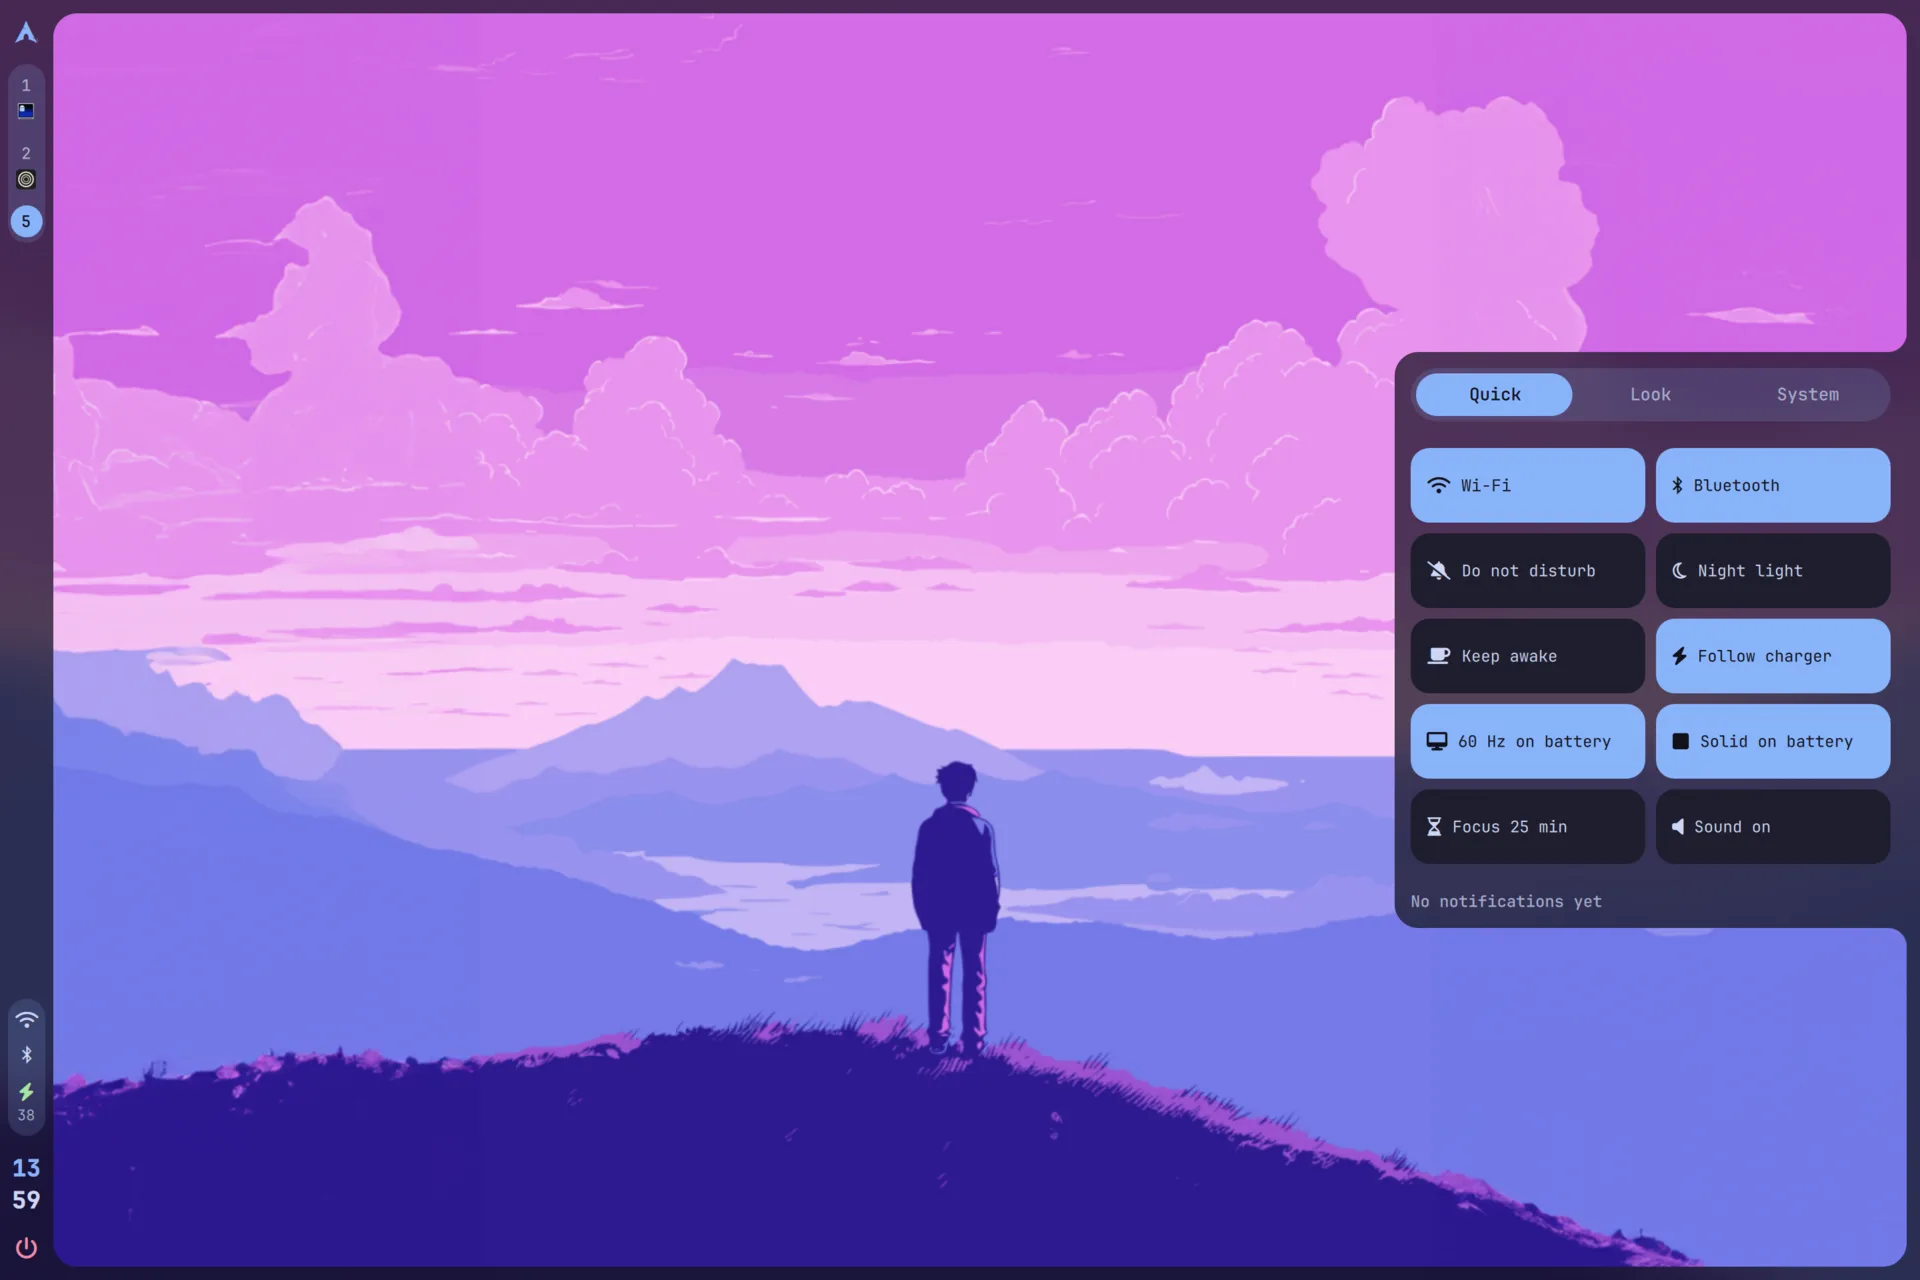 1
2
5
38
13
59
Quick Look System
Wi-Fi Bluetooth
Do not disturb Night light
Keep awake Follow charger
60 Hz on battery Solid on battery
Focus 25 min Sound on
No notifications yet